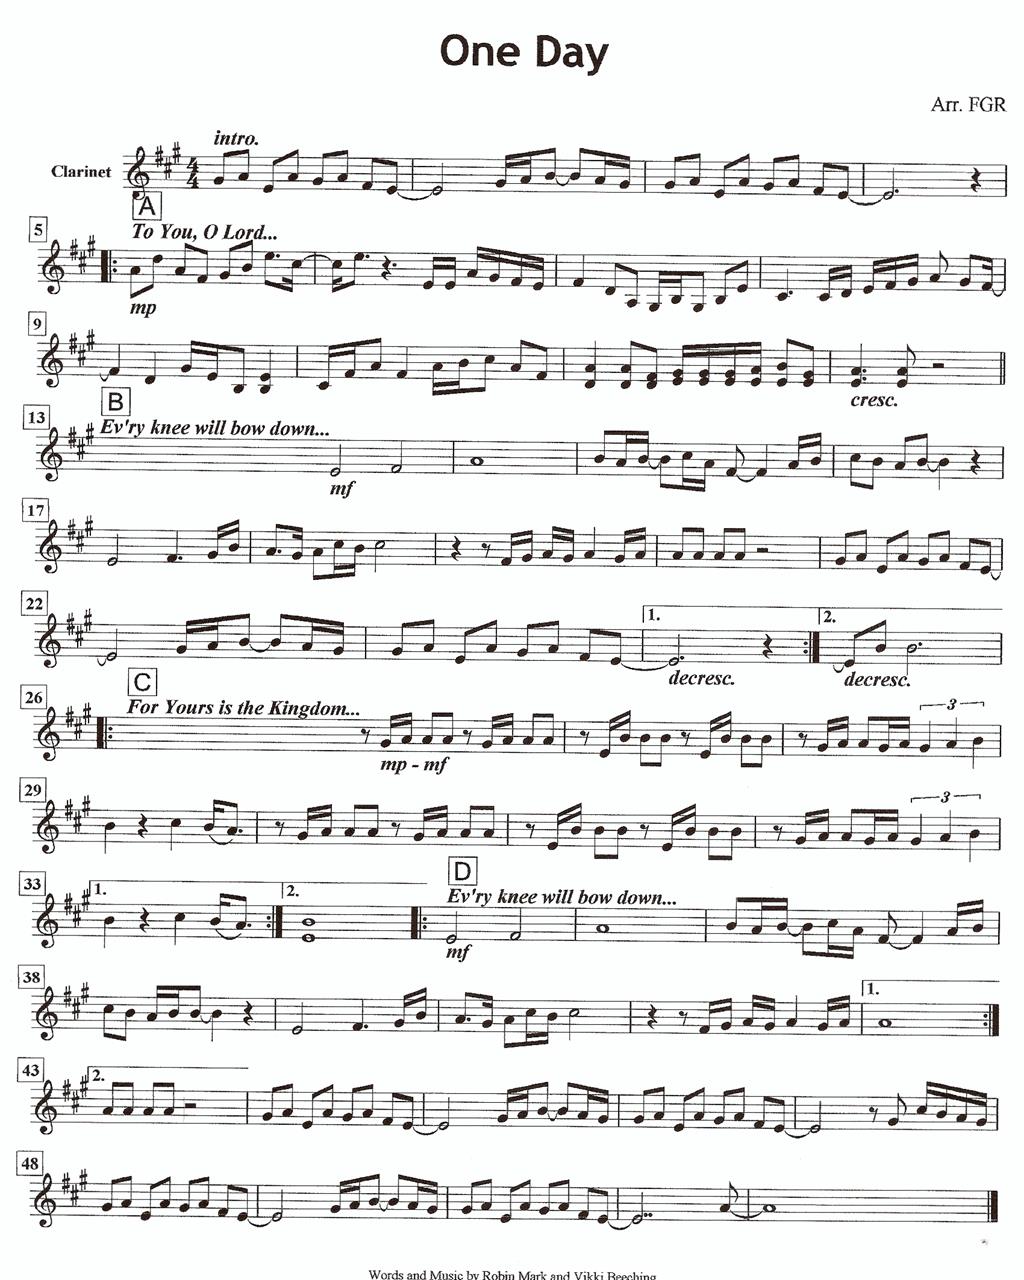 One Day
Arr. FGR
intro.
Clarinet
4
4
A
5
To You, O Lord...
mp
9
cresc.
B
13
Ev'ry knee will bow down...
mf
17
22
1.
2.
decresc.
decresc.
C
26
For Yours is the Kingdom...
3
mp - mf
29
3
D
33
1.
2.
Ev'ry knee will bow down...
mf
38
1.
43
2.
48
Words and Music by Robin Mark and Vikki Beeching